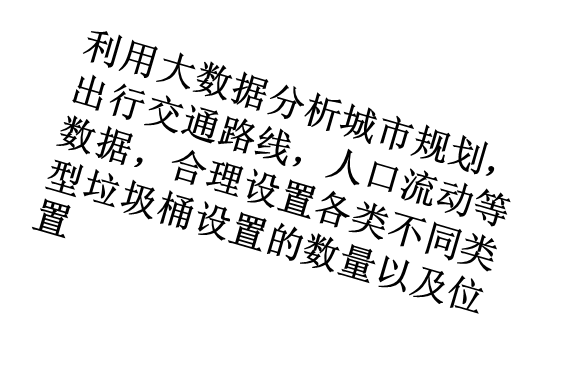 利用大数据分析城市规划，
出行交通路线，人口流动等
数据，合理设置各类不同类
型垃圾桶设置的数量以及位
置